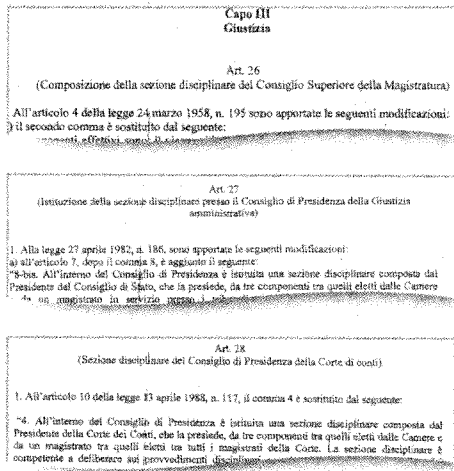 Capo III
Giustizia
Art. 26
(Composizione della sezione disciplinare del Consiglio Superiore della Magistratura)
All'articolo 4 della legge 24 marzo 1958, n. 195 sono apportate le seguenti modificazioni:
) il secondo comma è sostituito dal seguente:
effettivi sono:
Art. 27
(Istituzione della sezione disciplinare presso il Consiglio di Presidenza della Giustizia
amministrativa)
1. Alla legge 27 aprile 1982, n. 186, sono apportate le seguenti modificazioni:
a) all'articolo 7, dopo il comma 8, è aggiunto il seguente:
"8-bis. All'interno del Consiglio di Presidenza è istituita una sezione disciplinare composta dal
Presidente del Consiglio di Stato, che la presiede, da tre componenti tra quelli eletti dalle Camere
da un magistrato in servizio presso i
Art. 28
(Sezione disciplinare del Consiglio di Presidenza della Corte di conti)
1. All'articolo 10 della legge 13 aprile 1988, n. 117, il comma 4 è sostituito dal seguente:
"4. All'interno del Consiglio di Presidenza è istituita una sezione disciplinare composta dal
Presidente della Corte dei Conti, che la presiede, da tre componenti tra quelli eletti dalle Camere e
da un magistrato tra quelli eletti tra tutti i magistrati della Corte. La sezione disciplinare è
competente a deliberare sui provvedimenti disciplinari